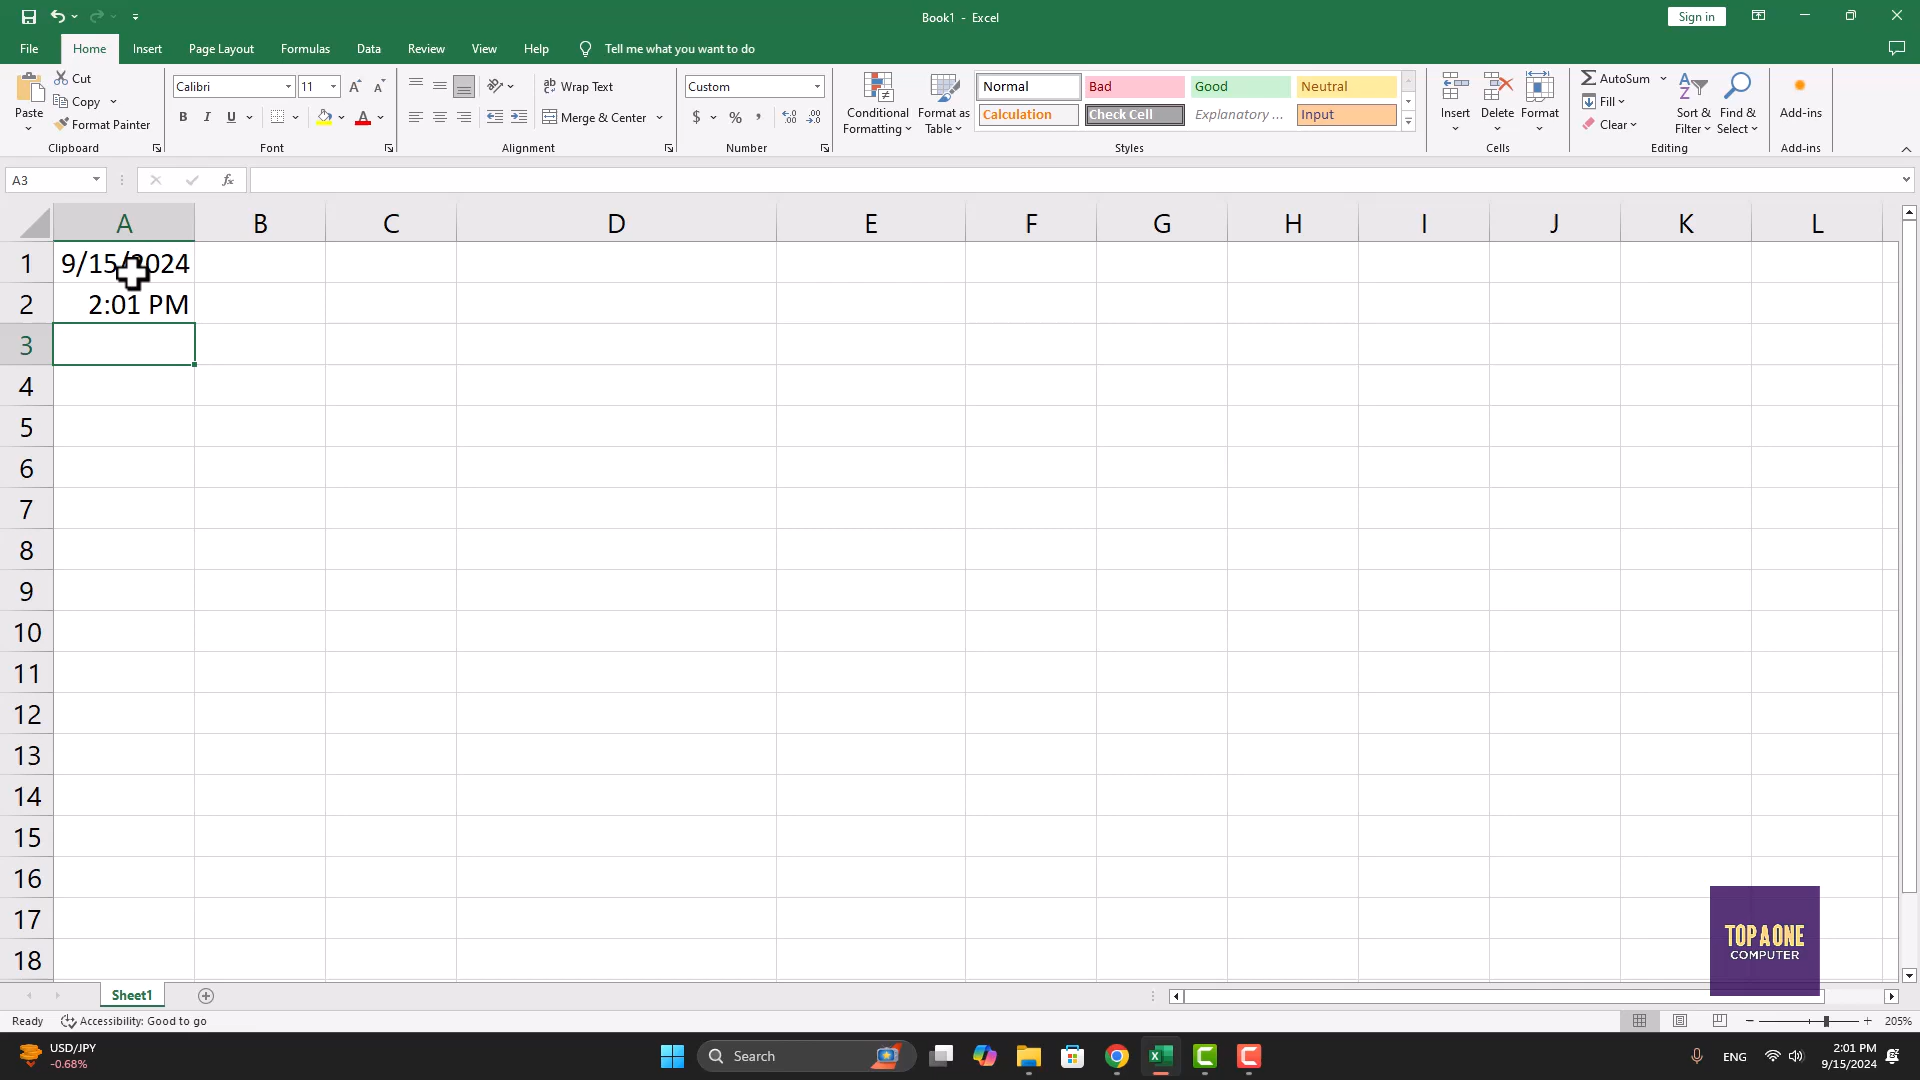 Book1 - Excel
Sign in
File Home Insert Page Layout Formulas Data Review View Help Tell me what you want to do
Paste
Cut
Copy
Format Painter
Clipboard
Calibri 11
B I U
Font
Wrap Text
Merge & Center
Alignment
Custom
$ % ,
Number
Conditional Formatting
Format as Table
Normal Bad Good Neutral
Calculation Check Cell Explanatory ... Input
Styles
Insert Delete Format
Cells
AutoSum
Fill
Clear
Sort & Filter
Find & Select
Editing
Add-ins
Add-ins
A3
fx
A B C D E F G H I J K L
1 9/15/2024
2 2:01 PM
3
4
5
6
7
8
9
10
11
12
13
14
15
16
17
18
TOP A ONE
COMPUTER
Sheet1
Ready Accessibility: Good to go
205%
USD/JPY
-0.68%
Search
ENG
2:01 PM
9/15/2024